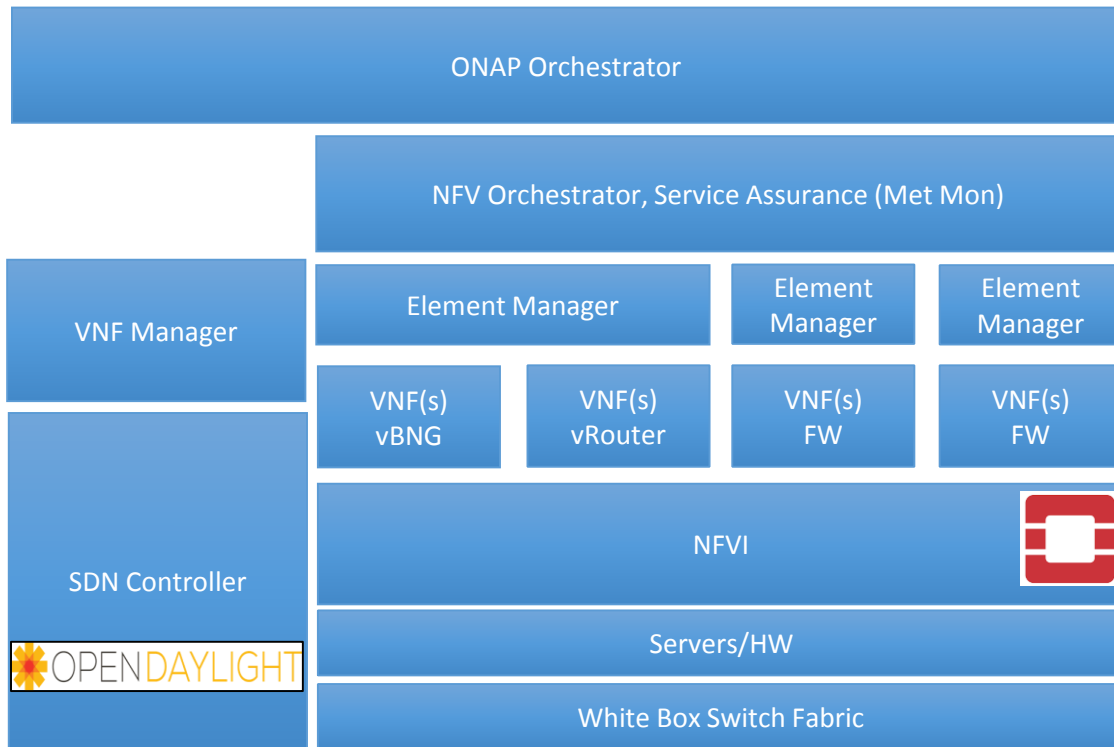 ONAP Orchestrator
NFV Orchestrator, Service Assurance (Met Mon)
VNF Manager
Element Manager
Element
Manager
Element
Manager
VNF(s)
vBNG
VNF(s)
vRouter
VNF(s)
FW
VNF(s)
FW
SDN Controller
OPENDAYLIGHT
NFVI
Servers/HW
White Box Switch Fabric